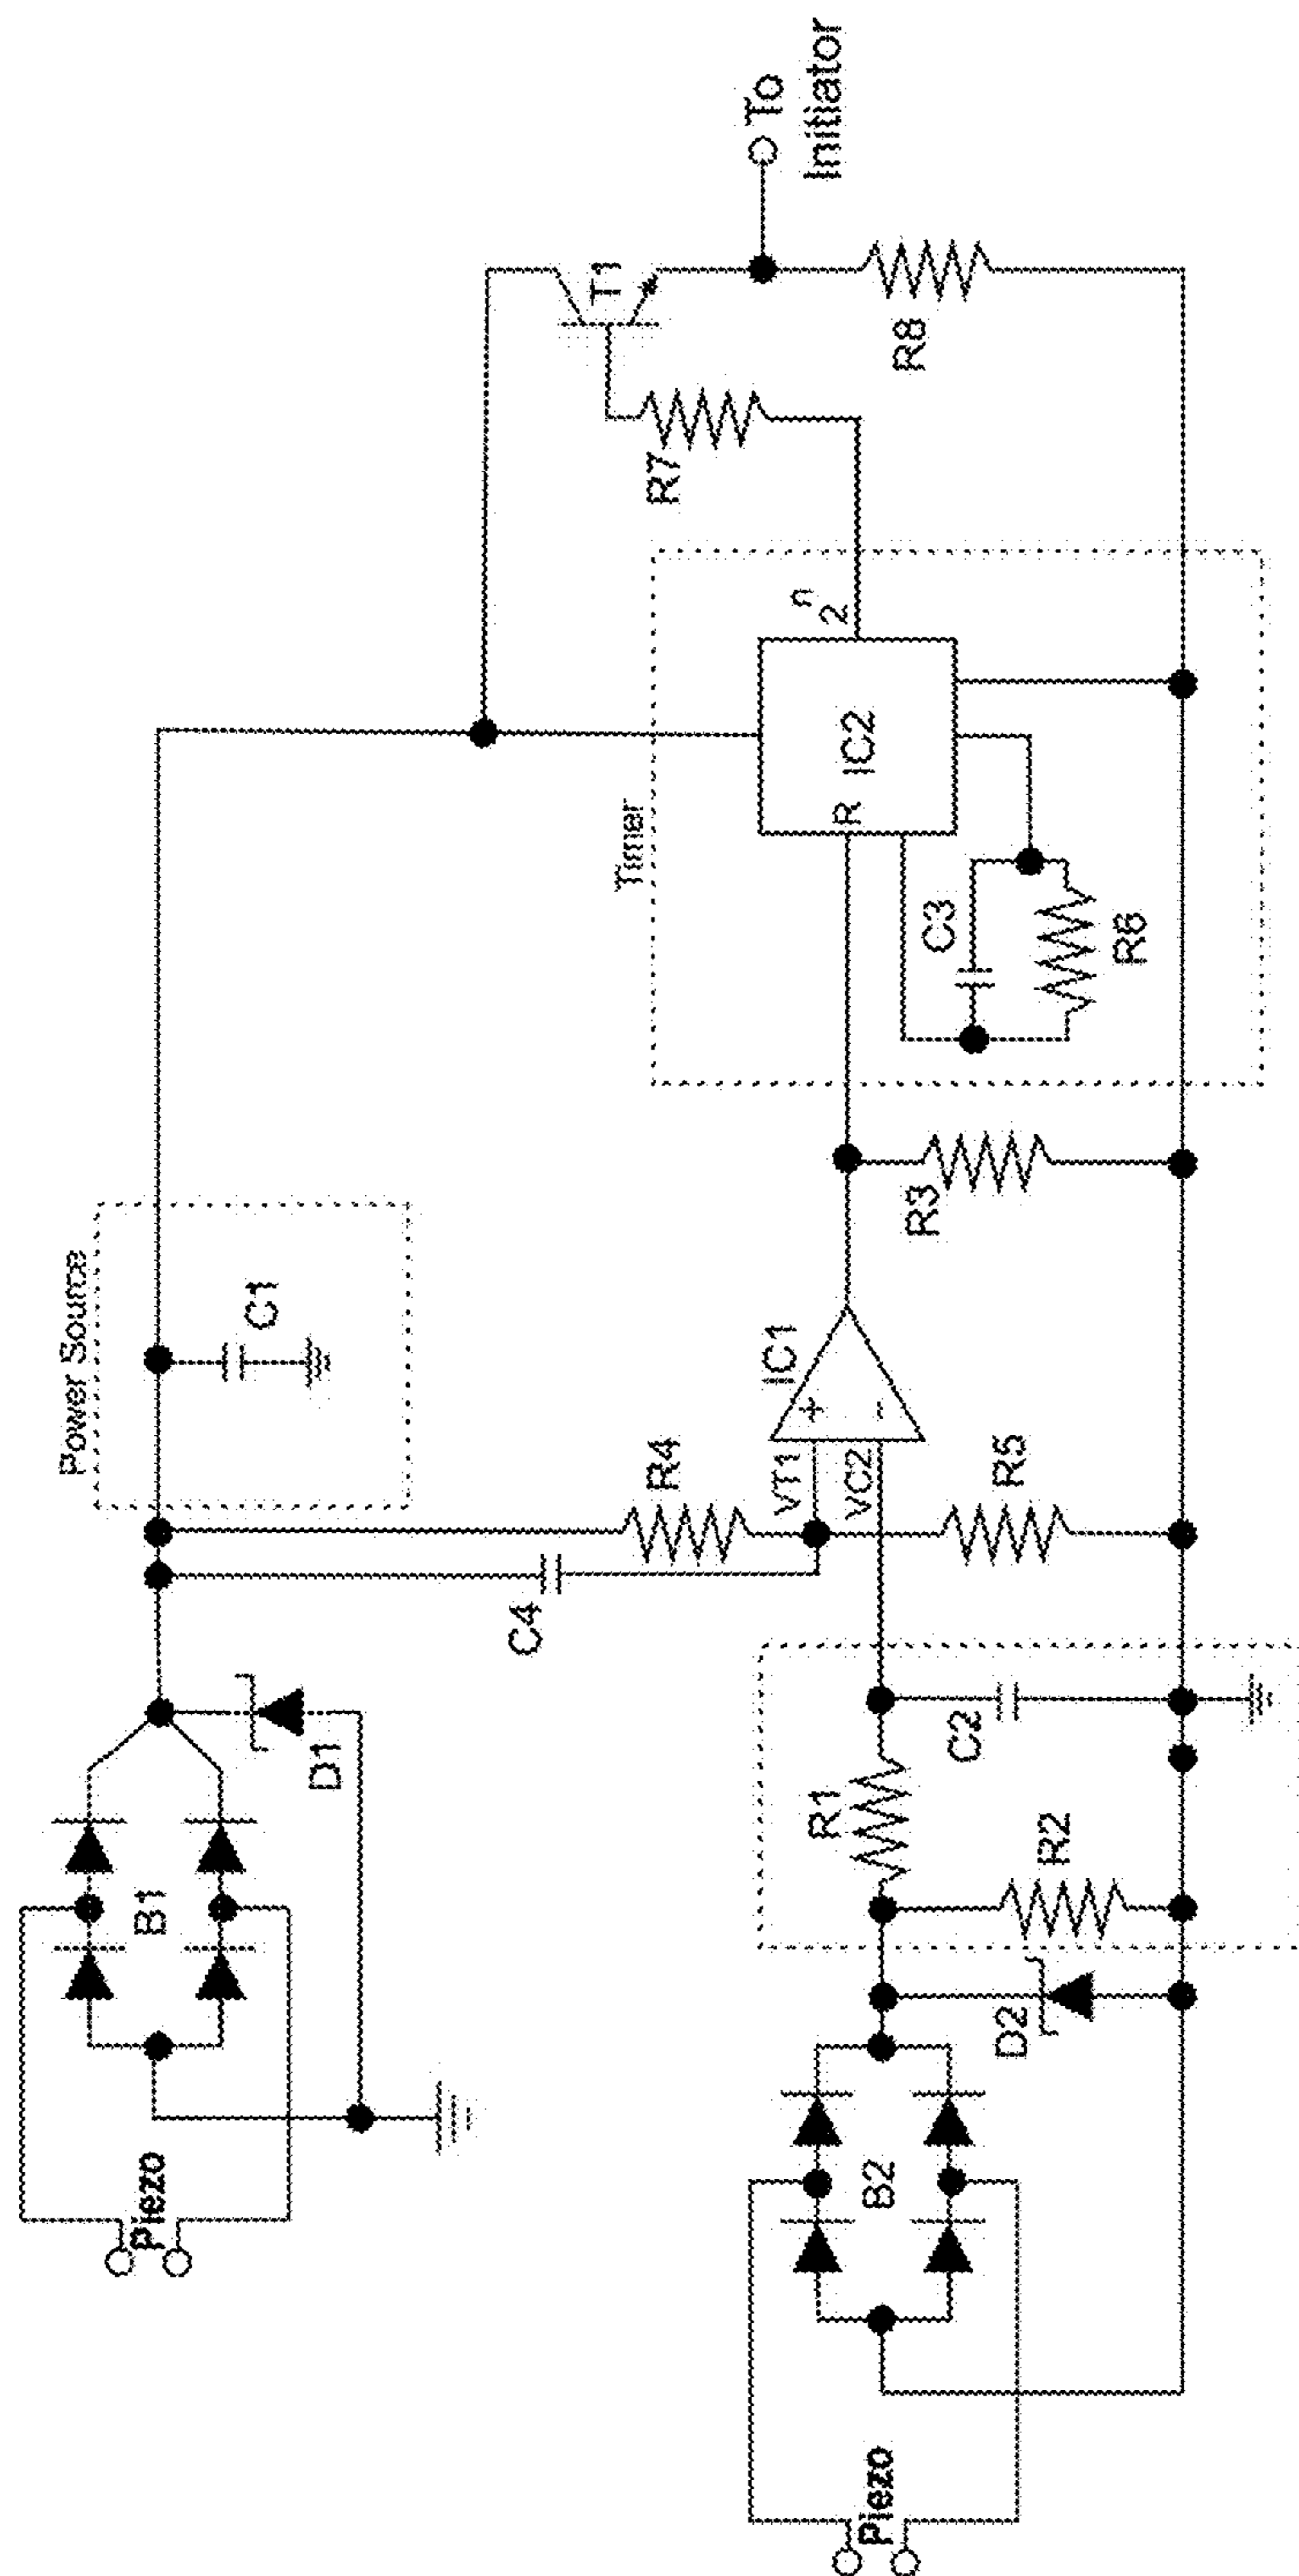 Piezo
B1
D1
Power Source
C1
C4
R4
Piezo
B2
D2
R1
R2
C2
VT1
VC2
+
-
IC1
R5
R3
Timer
R
IC2
n
2
C3
R6
R7
T1
R8
To
Initiator